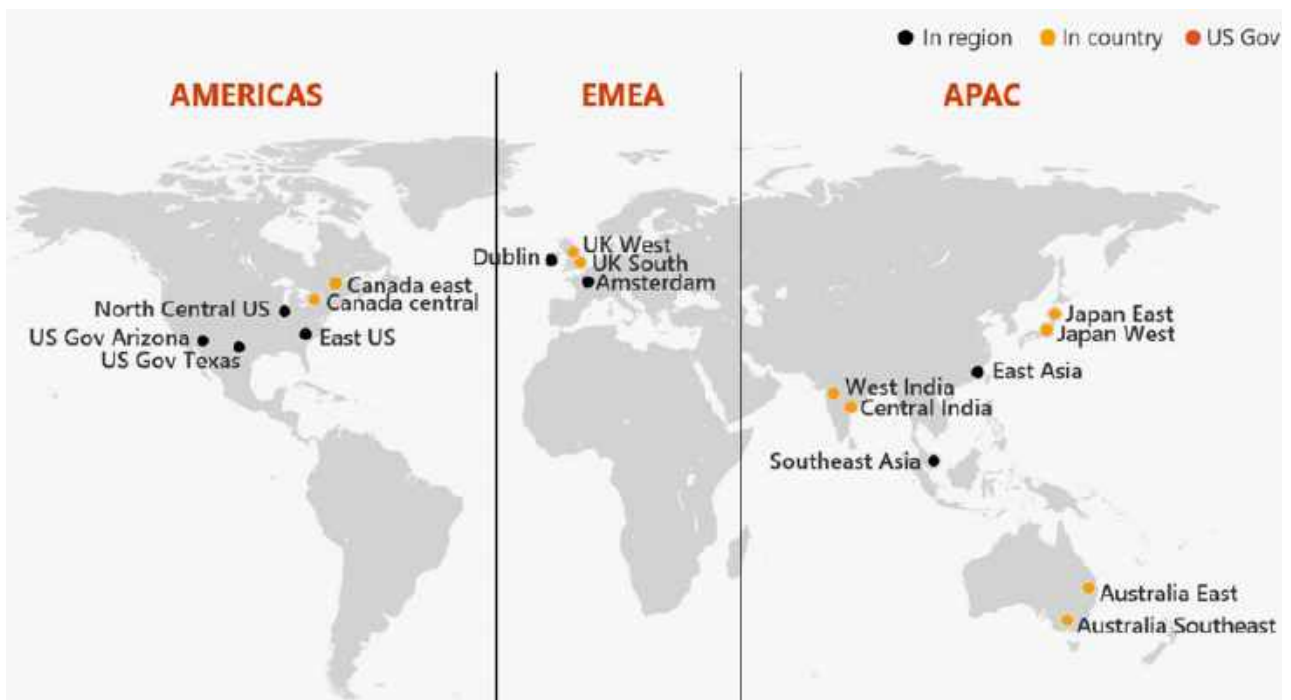 In region In country US Gov
AMERICAS EMEA APAC
Dublin
UK West
UK South
Amsterdam
Canada east
Canada central
North Central US
US Gov Arizona
US Gov Texas
East US
Japan East
Japan West
East Asia
West India
Central India
Southeast Asia
Australia East
Australia Southeast